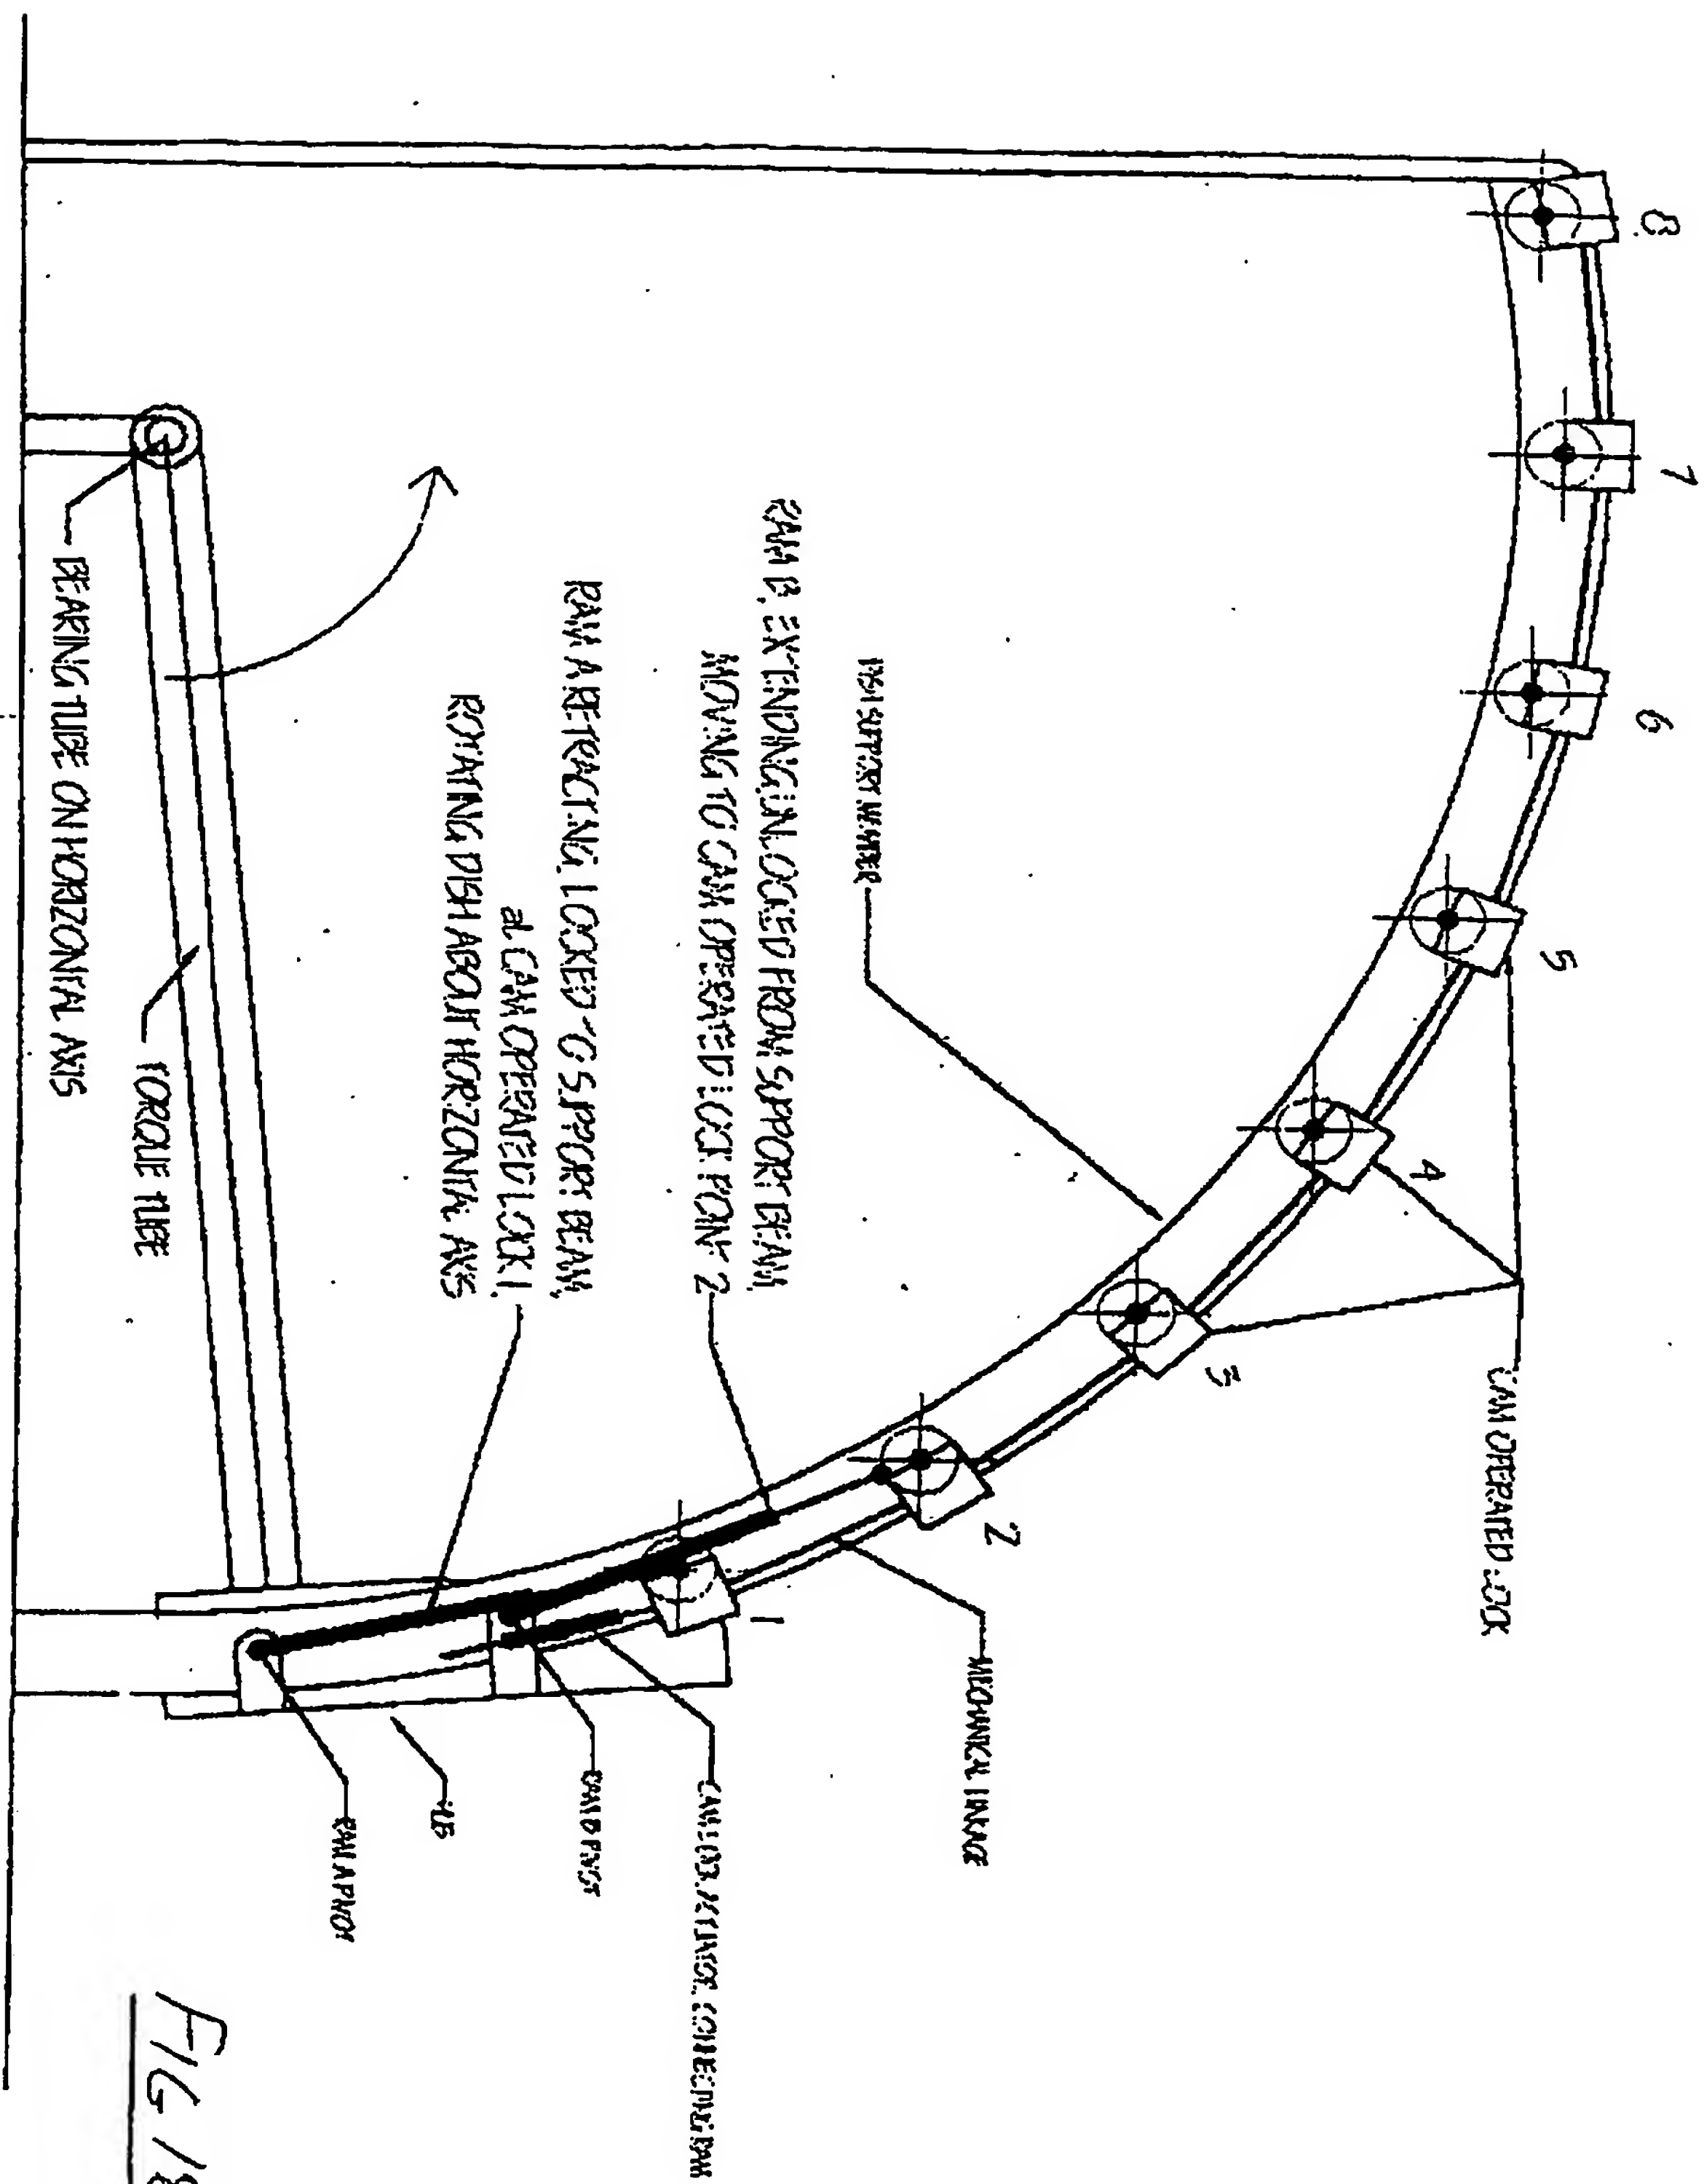 8
7
6
5
4
3
2
1
CAM OPERATED LOCK
MECHANICAL LINKAGE
RAM B, EXTENDING UNLOCKED FROM SUPPORT BEAM,
MOVING TO CAM OPERATED LOCK POINT 2
RAM A RETRACTING, LOCKED TO SUPPORT BEAM,
at CAM OPERATED LOCK 1,
ROTATING DISH ABOUT HORIZONTAL AXIS
SUPPORT MEMBER
TORQUE TUBE
BEARING TUBE ON HORIZONTAL AXIS
RAM B PIVOT
RAM A PIVOT
FIG 18